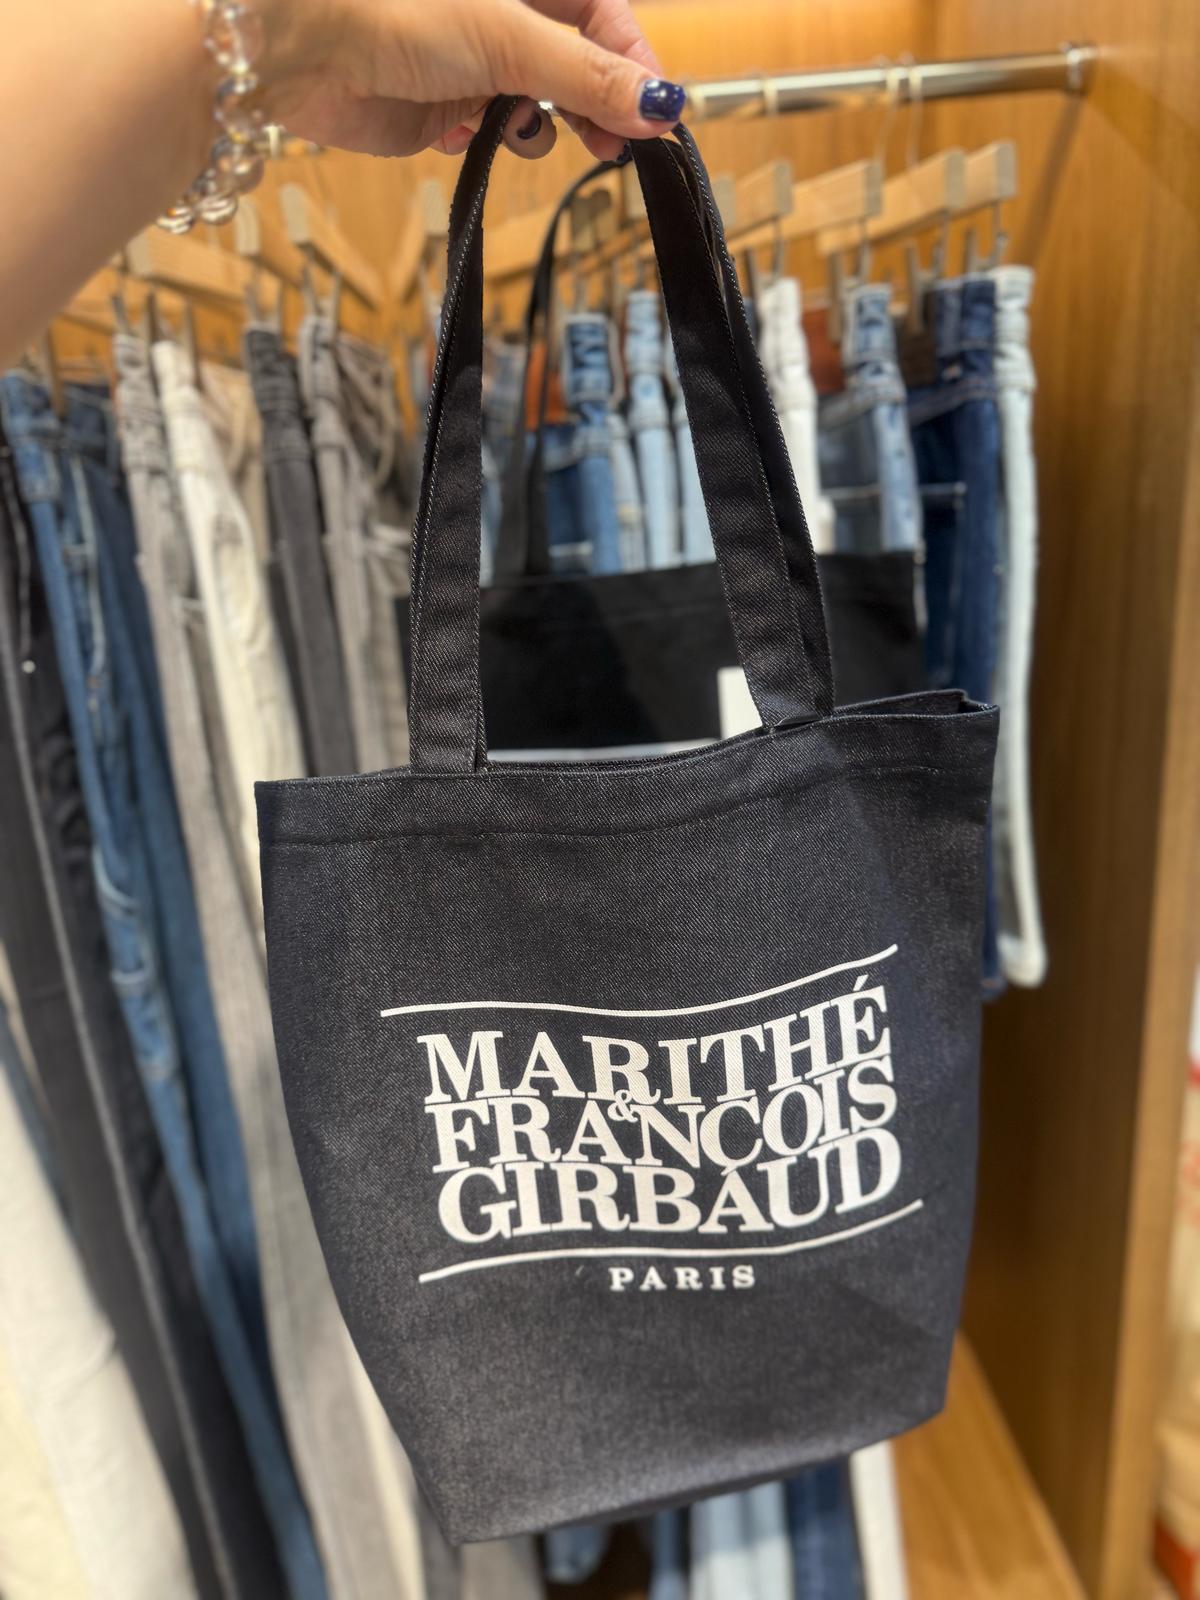 MARITHÉ
&
FRANÇOIS
GIRBAUD
PARIS